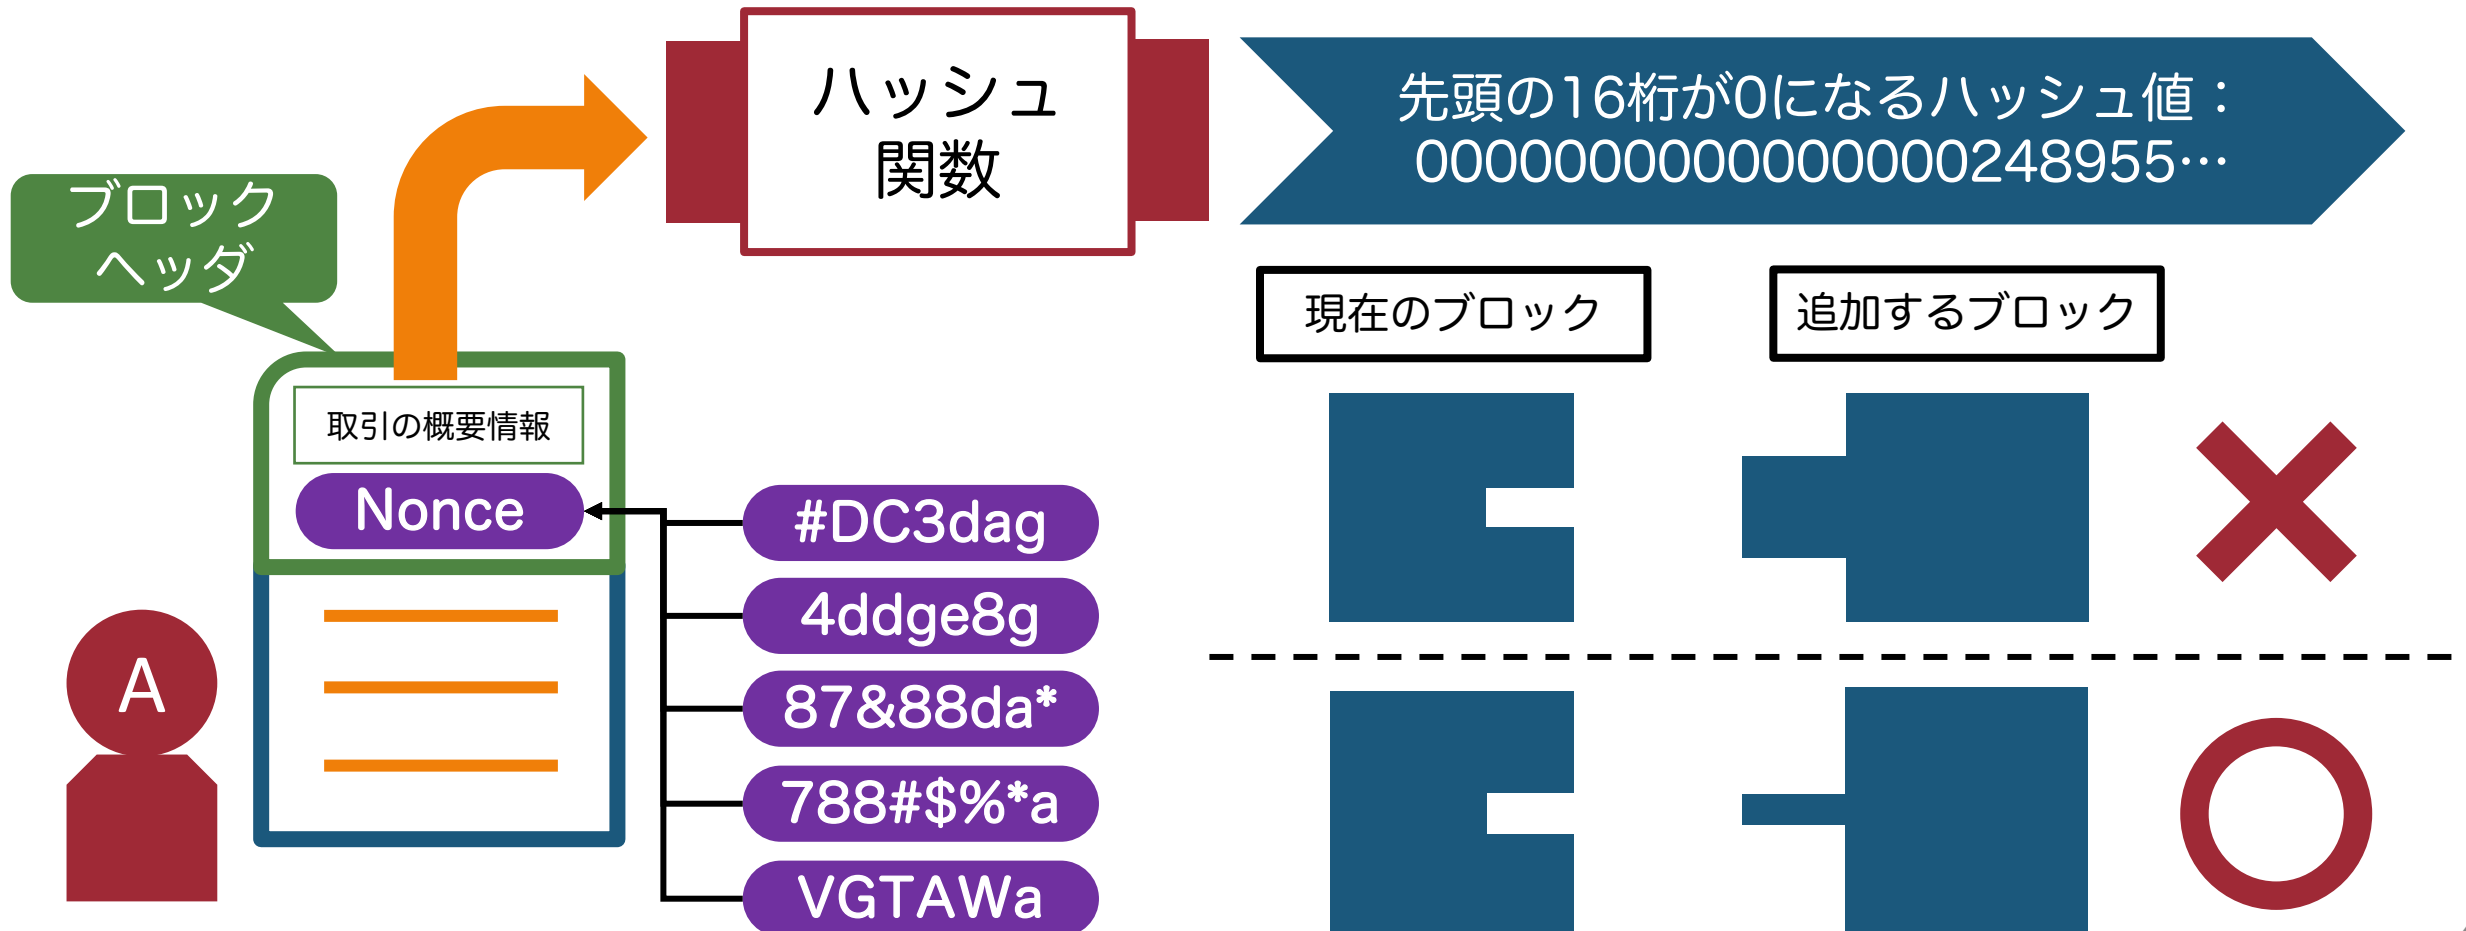 ハッシュ
関数
先頭の16桁が0になるハッシュ値：
0000000000000000248955…
ブロック
ヘッダ
現在のブロック
追加するブロック
取引の概要情報
Nonce
#DC3dag
4ddge8g
87&88da*
788#$%*a
VGTAWa
A